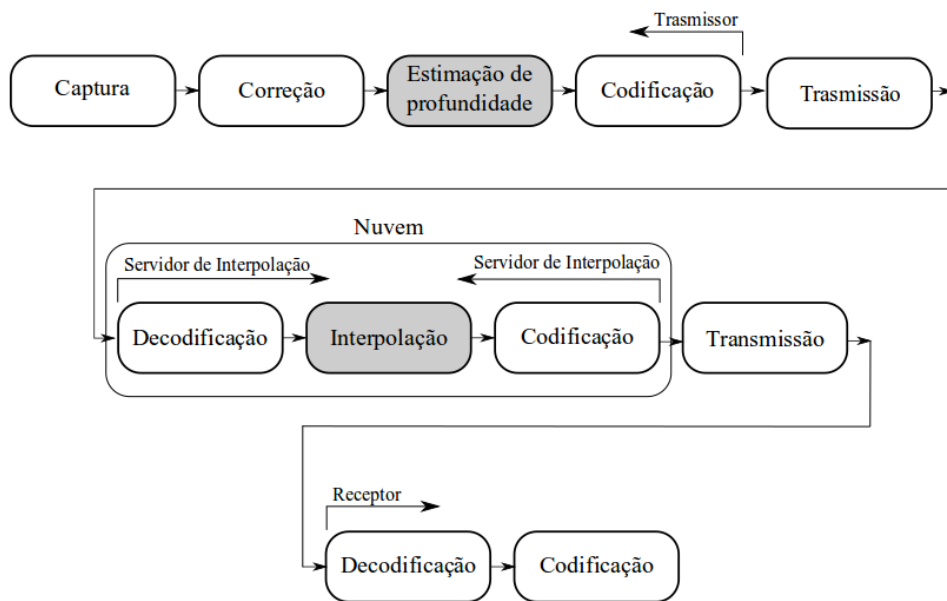 Trasmissor
Captura
Correção
Estimação de
profundidade
Codificação
Trasmissão
Nuvem
Servidor de Interpolação
Servidor de Interpolação
Decodificação
Interpolação
Codificação
Transmissão
Receptor
Decodificação
Codificação